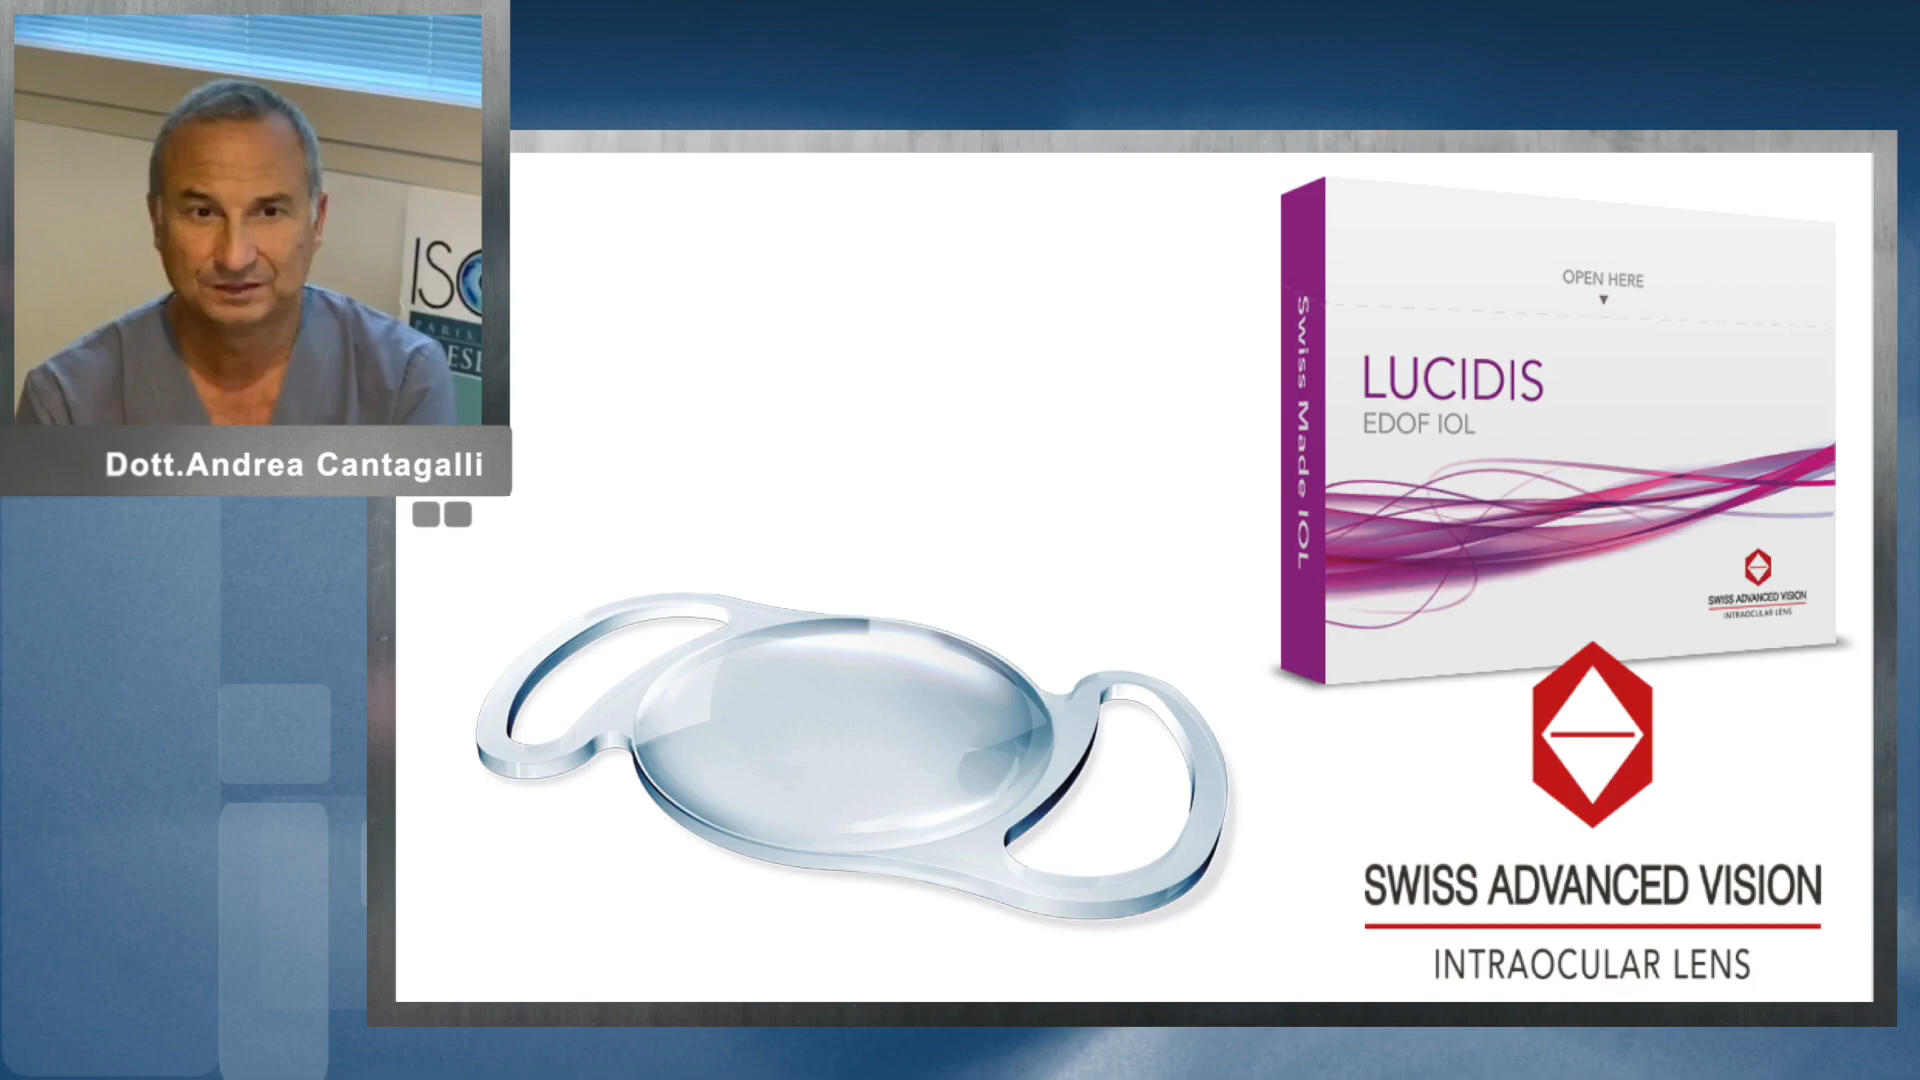 Dott.Andrea Cantagalli
PARIS
OPEN HERE
LUCIDIS
EDOF IOL
Swiss Made IOL
SWISS ADVANCED VISION
INTRAOCULAR LENS
SWISS ADVANCED VISION
INTRAOCULAR LENS